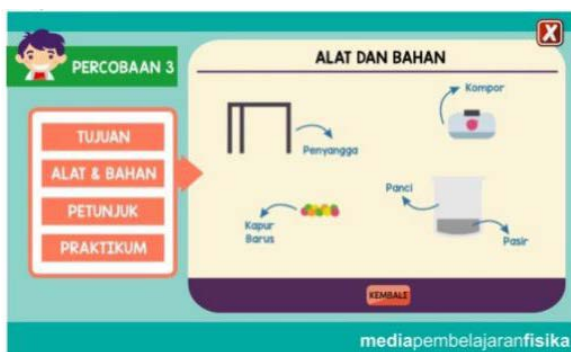 PERCOBAAN 3
TUJUAN
ALAT & BAHAN
PETUNJUK
PRAKTIKUM
X
ALAT DAN BAHAN
Kompor
Penyangga
Panci
Kapur
Barus
Pasir
KEMBALI
mediapembelajaranfisika